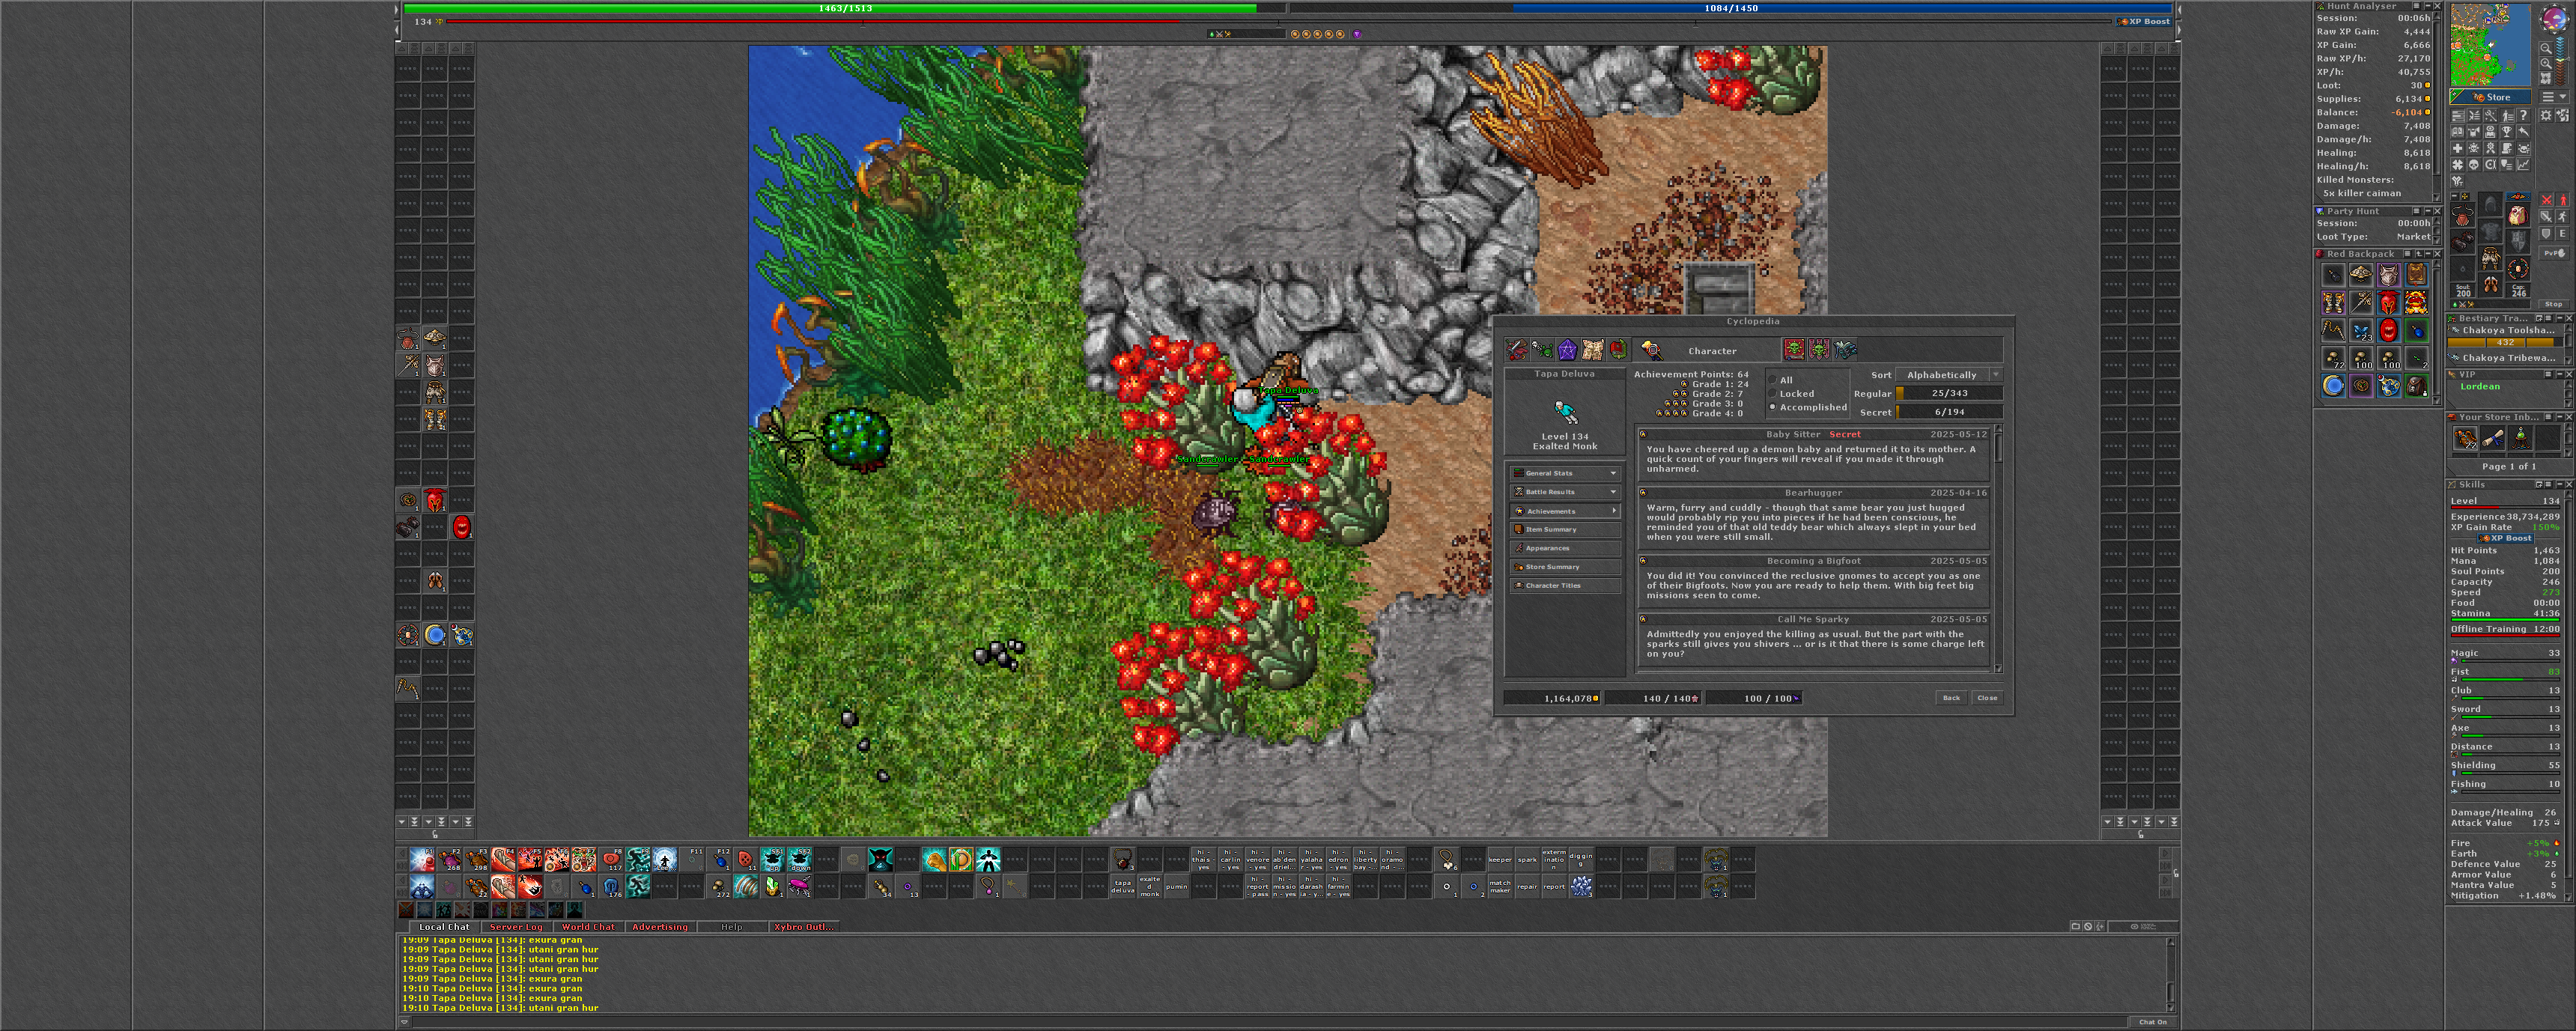 1463/1513
1084/1450
134
XP Boost
Tapa Deluva
Sandcrawler
Sandcrawler
Cyclopedia
Character
Tapa Deluva
Level 134
Exalted Monk
General Stats
Battle Results
Achievements
Item Summary
Appearances
Store Summary
Character Titles
Achievement Points: 64
Grade 1: 24
Grade 2: 7
Grade 3: 0
Grade 4: 0
All
Locked
Accomplished
Sort Alphabetically
Regular 25/343
Secret 6/194
Baby Sitter Secret 2025-05-12
You have cheered up a demon baby and returned it to its mother. A
quick count of your fingers will reveal if you made it through
unharmed.
Bearhugger 2025-04-16
Warm, furry and cuddly - though that same bear you just hugged
would probably rip you into pieces if he had been conscious, he
reminded you of that old teddy bear which always slept in your bed
when you were still small.
Becoming a Bigfoot 2025-05-05
You did it! You convinced the reclusive gnomes to accept you as one
of their Bigfoots. Now you are ready to help them. With big feet big
missions seen to come.
Call Me Sparky 2025-05-05
Admittedly you enjoyed the killing as usual. But the part with the
sparks still gives you shivers ... or is it that there is some charge left
on you?
1,164,078
140 / 140
100 / 100
Back
Close
Hunt Analyser
Session: 00:06h
Raw XP Gain: 4,444
XP Gain: 6,666
Raw XP/h: 27,170
XP/h: 40,755
Loot: 30
Supplies: 6,134
Balance: -6,104
Damage: 7,408
Damage/h: 7,408
Healing: 8,618
Healing/h: 8,618
Killed Monsters:
5x killer caiman
Party Hunt
Session: 00:00h
Loot Type: Market
Red Backpack
Store
Soul: 200
Cap: 246
Stop
Bestiary Tra...
Chakoya Toolsha...
432
Chakoya Tribewa...
VIP
Lordean
Your Store Inb...
Page 1 of 1
Skills
Level 134
Experience 38,734,289
XP Gain Rate 150%
XP Boost
Hit Points 1,463
Mana 1,084
Soul Points 200
Capacity 246
Speed 273
Food 00:00
Stamina 41:36
Offline Training 12:00
Magic 33
Fist 83
Club 13
Sword 13
Axe 13
Distance 13
Shielding 55
Fishing 10
Damage/Healing 26
Attack Value 175
Fire +5%
Earth +3%
Defence Value 25
Armor Value 6
Mantra Value 5
Mitigation +1.48%
Local Chat
Server Log
World Chat
Advertising
Help
Xybro Outl...
19:09 Tapa Deluva [134]: exura gran
19:09 Tapa Deluva [134]: utani gran hur
19:09 Tapa Deluva [134]: utani gran hur
19:09 Tapa Deluva [134]: utani gran hur
19:09 Tapa Deluva [134]: exura gran
19:10 Tapa Deluva [134]: exura gran
19:10 Tapa Deluva [134]: exura gran
19:10 Tapa Deluva [134]: utani gran hur
Chat On